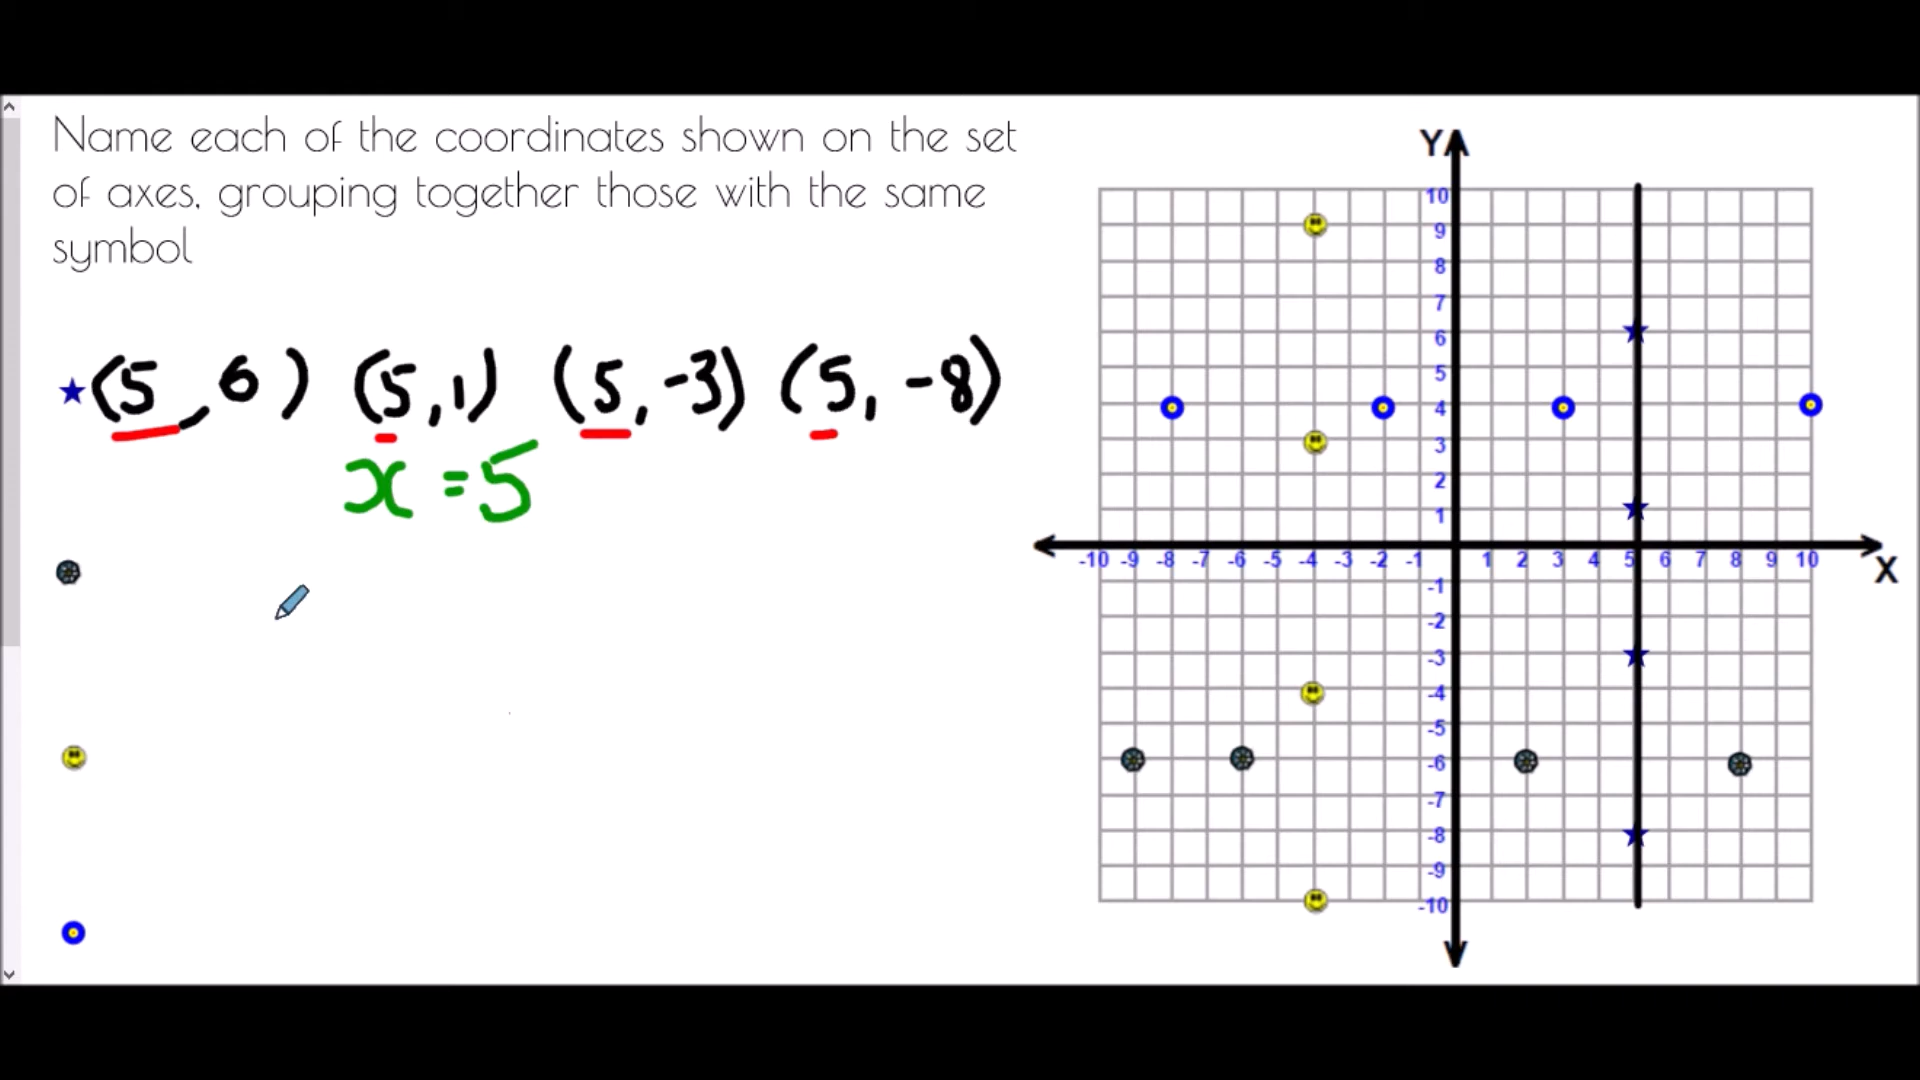 Name each of the coordinates shown on the set
of axes, grouping together those with the same
symbol
(5,6) (5,1) (5,-3) (5,-8)
x=5
Y
10
9
8
7
6
5
4
3
2
1
-10 -9 -8 -7 -6 -5 -4 -3 -2 -1 1 2 3 4 5 6 7 8 9 10
X
-1
-2
-3
-4
-5
-6
-7
-8
-9
-10